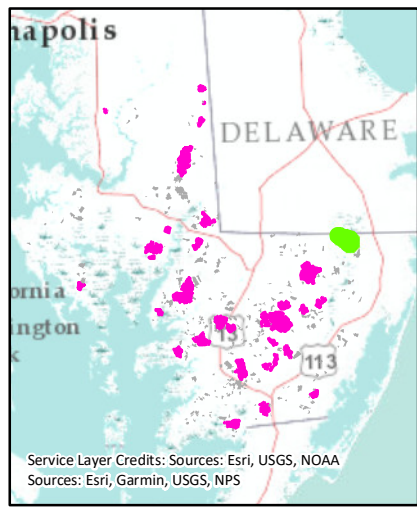 napolis
DELAWARE
ornia
ington
k
13
113
Service Layer Credits: Sources: Esri, USGS, NOAA
Sources: Esri, Garmin, USGS, NPS